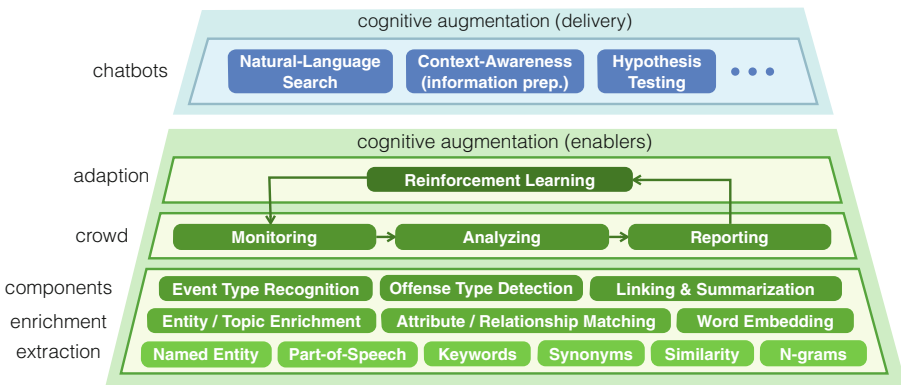 cognitive augmentation (delivery)
chatbots
Natural-Language
Search
Context-Awareness
(information prep.)
Hypothesis
Testing
cognitive augmentation (enablers)
adaption
Reinforcement Learning
crowd
Monitoring
Analyzing
Reporting
components
Event Type Recognition
Offense Type Detection
Linking & Summarization
enrichment
Entity / Topic Enrichment
Attribute / Relationship Matching
Word Embedding
extraction
Named Entity
Part-of-Speech
Keywords
Synonyms
Similarity
N-grams